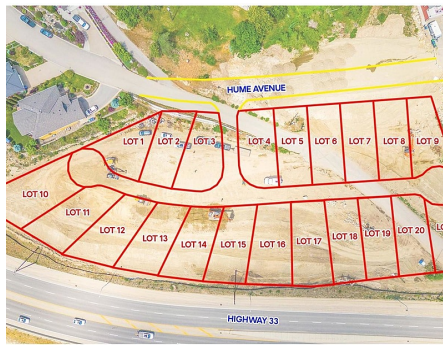 HUME AVENUE
LOT 1
LOT 2
LOT 3
LOT 4
LOT 5
LOT 6
LOT 7
LOT 8
LOT 9
LOT 10
LOT 11
LOT 12
LOT 13
LOT 14
LOT 15
LOT 16
LOT 17
LOT 18
LOT 19
LOT 20
HIGHWAY 33